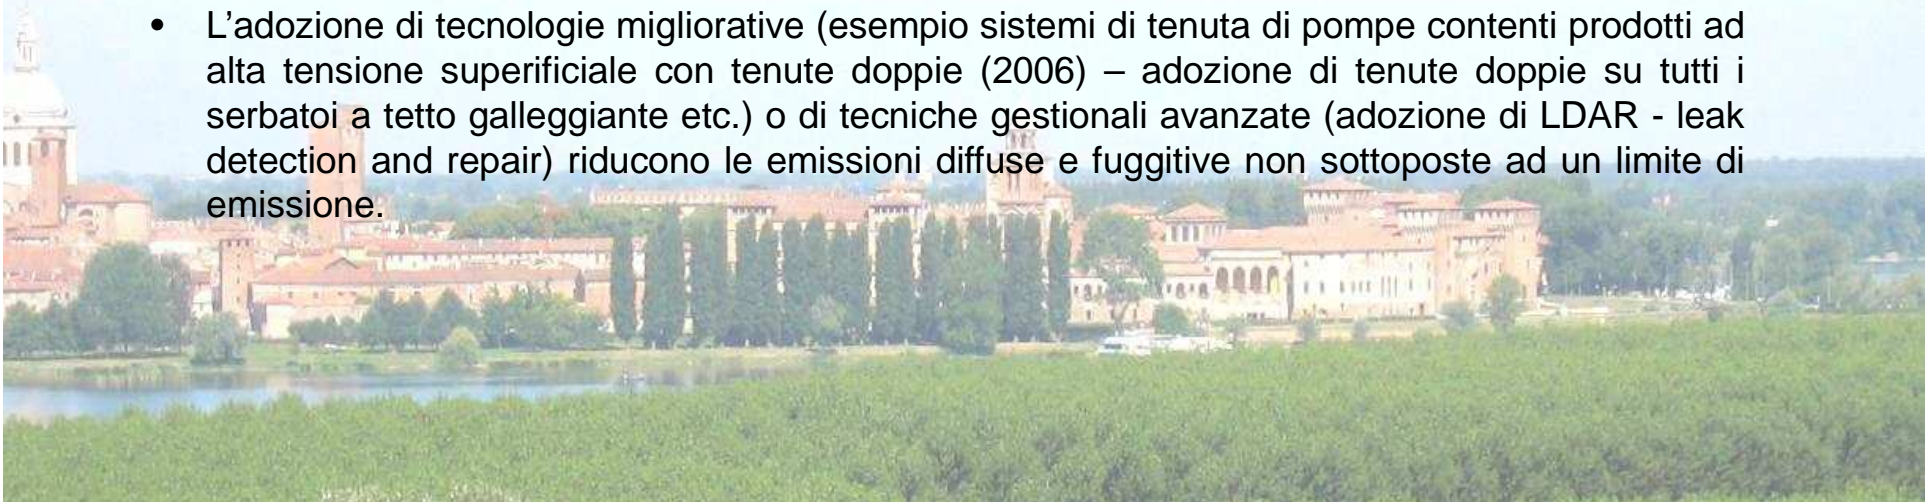 • L’adozione di tecnologie migliorative (esempio sistemi di tenuta di pompe contenti prodotti ad
alta tensione superificiale con tenute doppie (2006) – adozione di tenute doppie su tutti i
serbatoi a tetto galleggiante etc.) o di tecniche gestionali avanzate (adozione di LDAR - leak
detection and repair) riducono le emissioni diffuse e fuggitive non sottoposte ad un limite di
emissione.